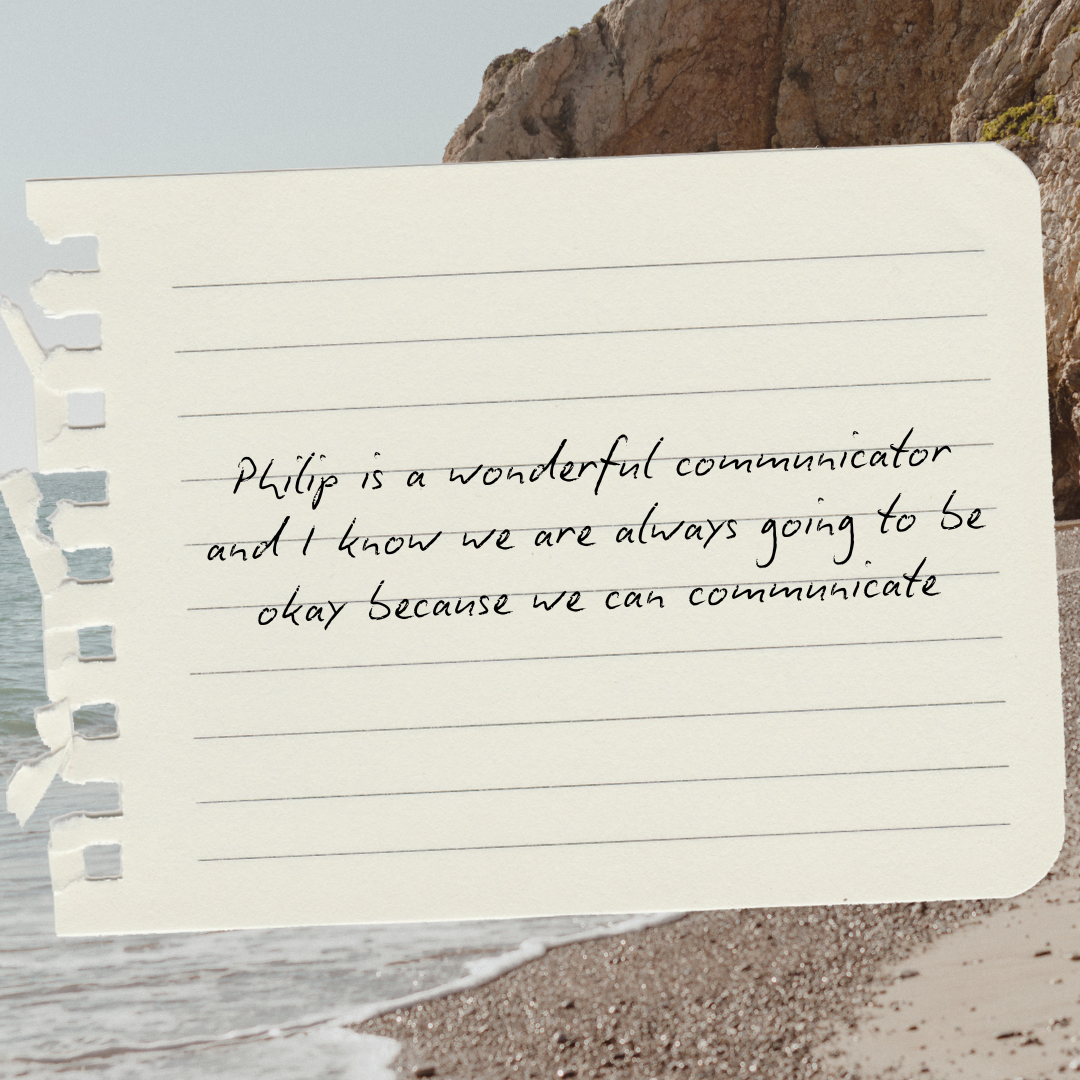 Philip is a wonderful communicator
and I know we are always going to be
okay because we can communicate